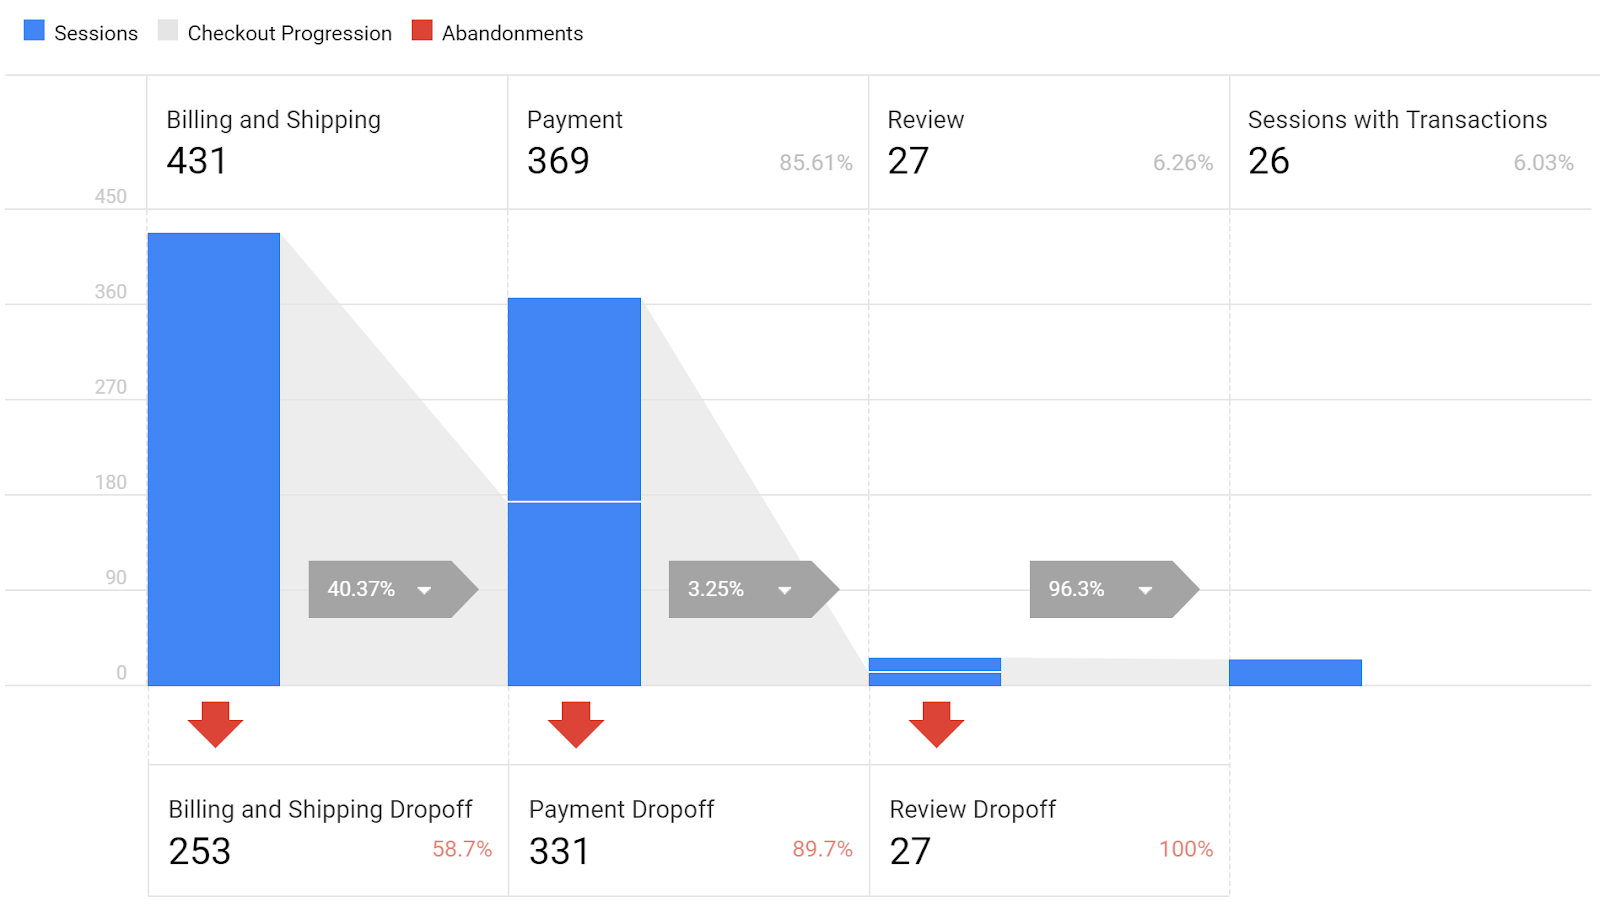 Sessions Checkout Progression Abandonments
Billing and Shipping
431
Payment
369 85.61%
Review
27 6.26%
Sessions with Transactions
26 6.03%
450
360
270
180
90
0
40.37%
3.25%
96.3%
Billing and Shipping Dropoff
253 58.7%
Payment Dropoff
331 89.7%
Review Dropoff
27 100%